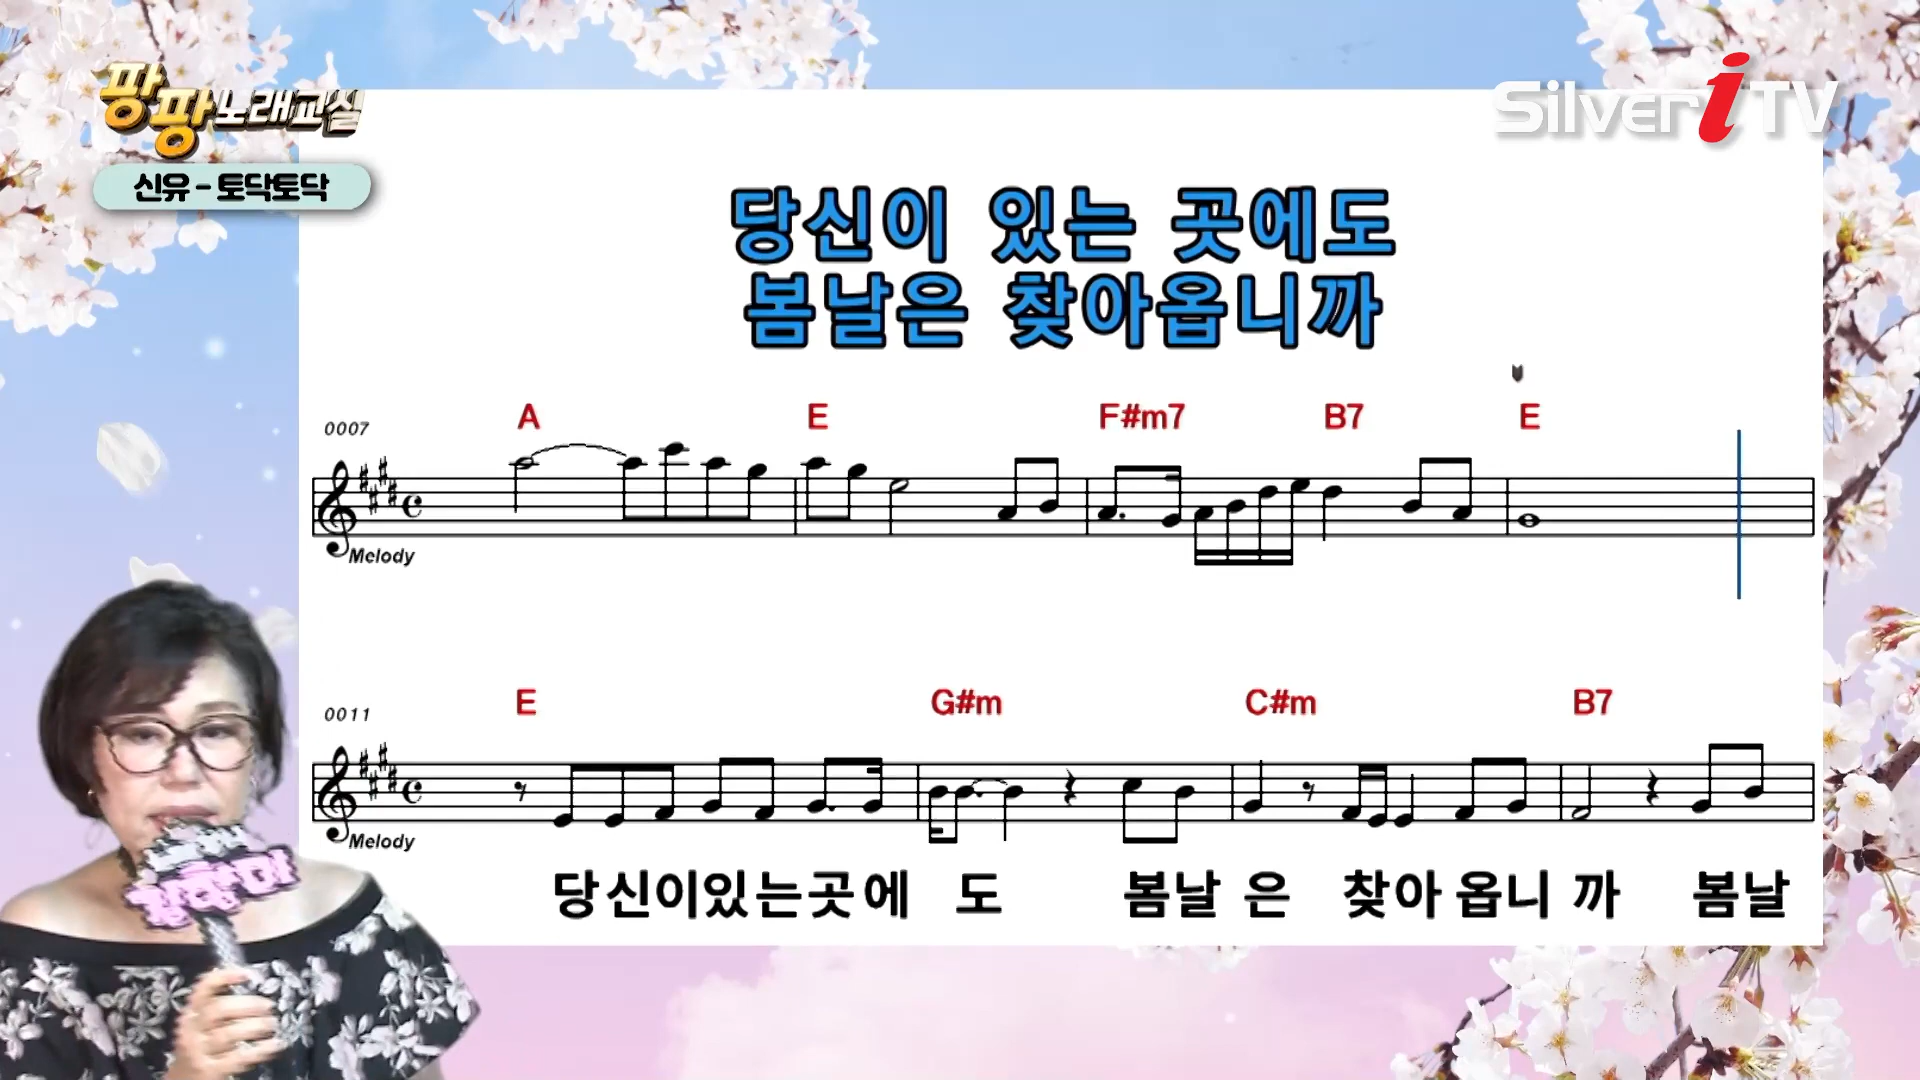 팡팡노래교실
SilveriTV
신유 - 토닥토닥
당신이 있는 곳에도
봄날은 찾아옵니까
0007 A E F#m7 B7 E
Melody
0011 E G#m C#m B7
Melody
당신이있는곳에 도 봄날 은 찾아 옵니 까 봄날